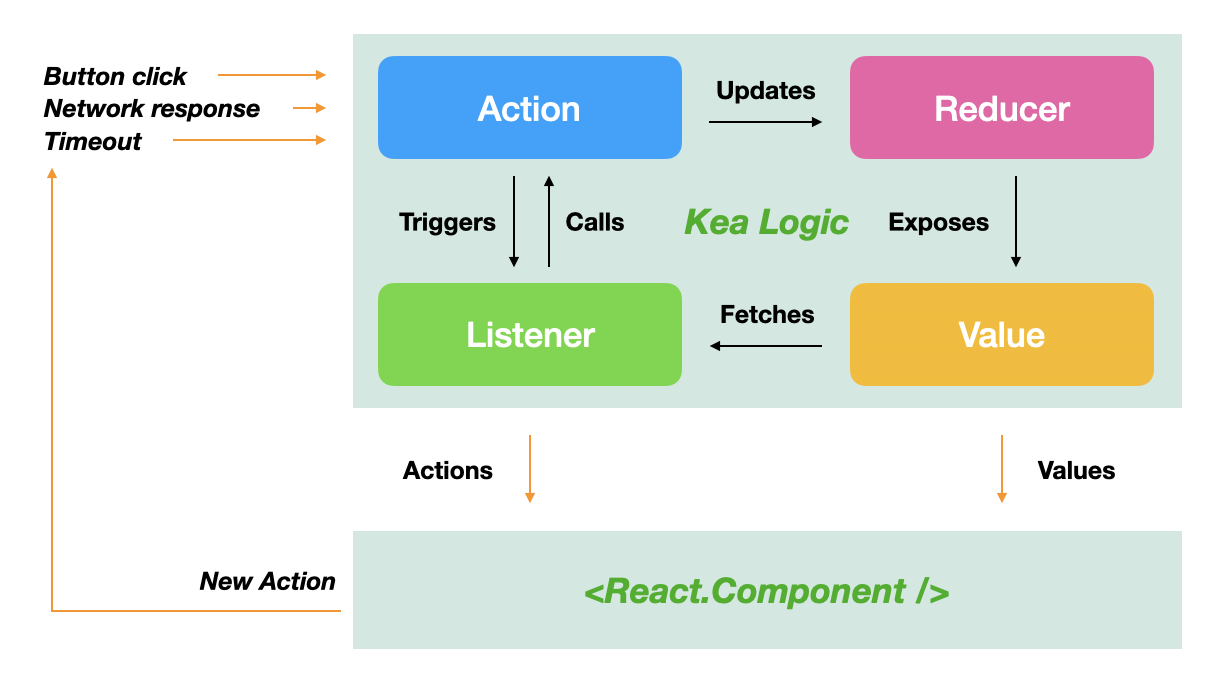 Button click
Network response
Timeout
Action
Updates
Reducer
Triggers
Calls
Kea Logic
Exposes
Listener
Fetches
Value
Actions
Values
New Action
<React.Component />